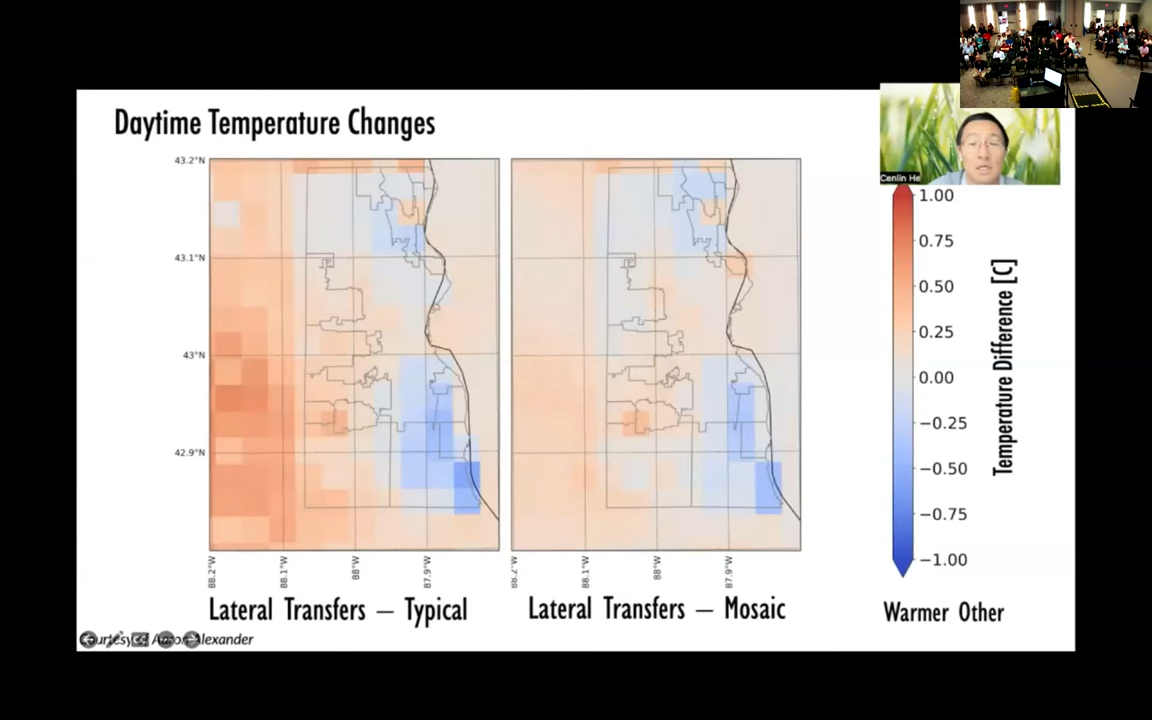 Daytime Temperature Changes
Cenlin He
43.2°N
43.1°N
43°N
42.9°N
88.2°W
88.1°W
88°W
87.9°W
88.2°W
88.1°W
88°W
87.9°W
1.00
0.75
0.50
0.25
0.00
−0.25
−0.50
−0.75
−1.00
Temperature Difference [C]
Lateral Transfers – Typical
Lateral Transfers – Mosaic
Warmer Other
Courtesy of Aaron Alexander